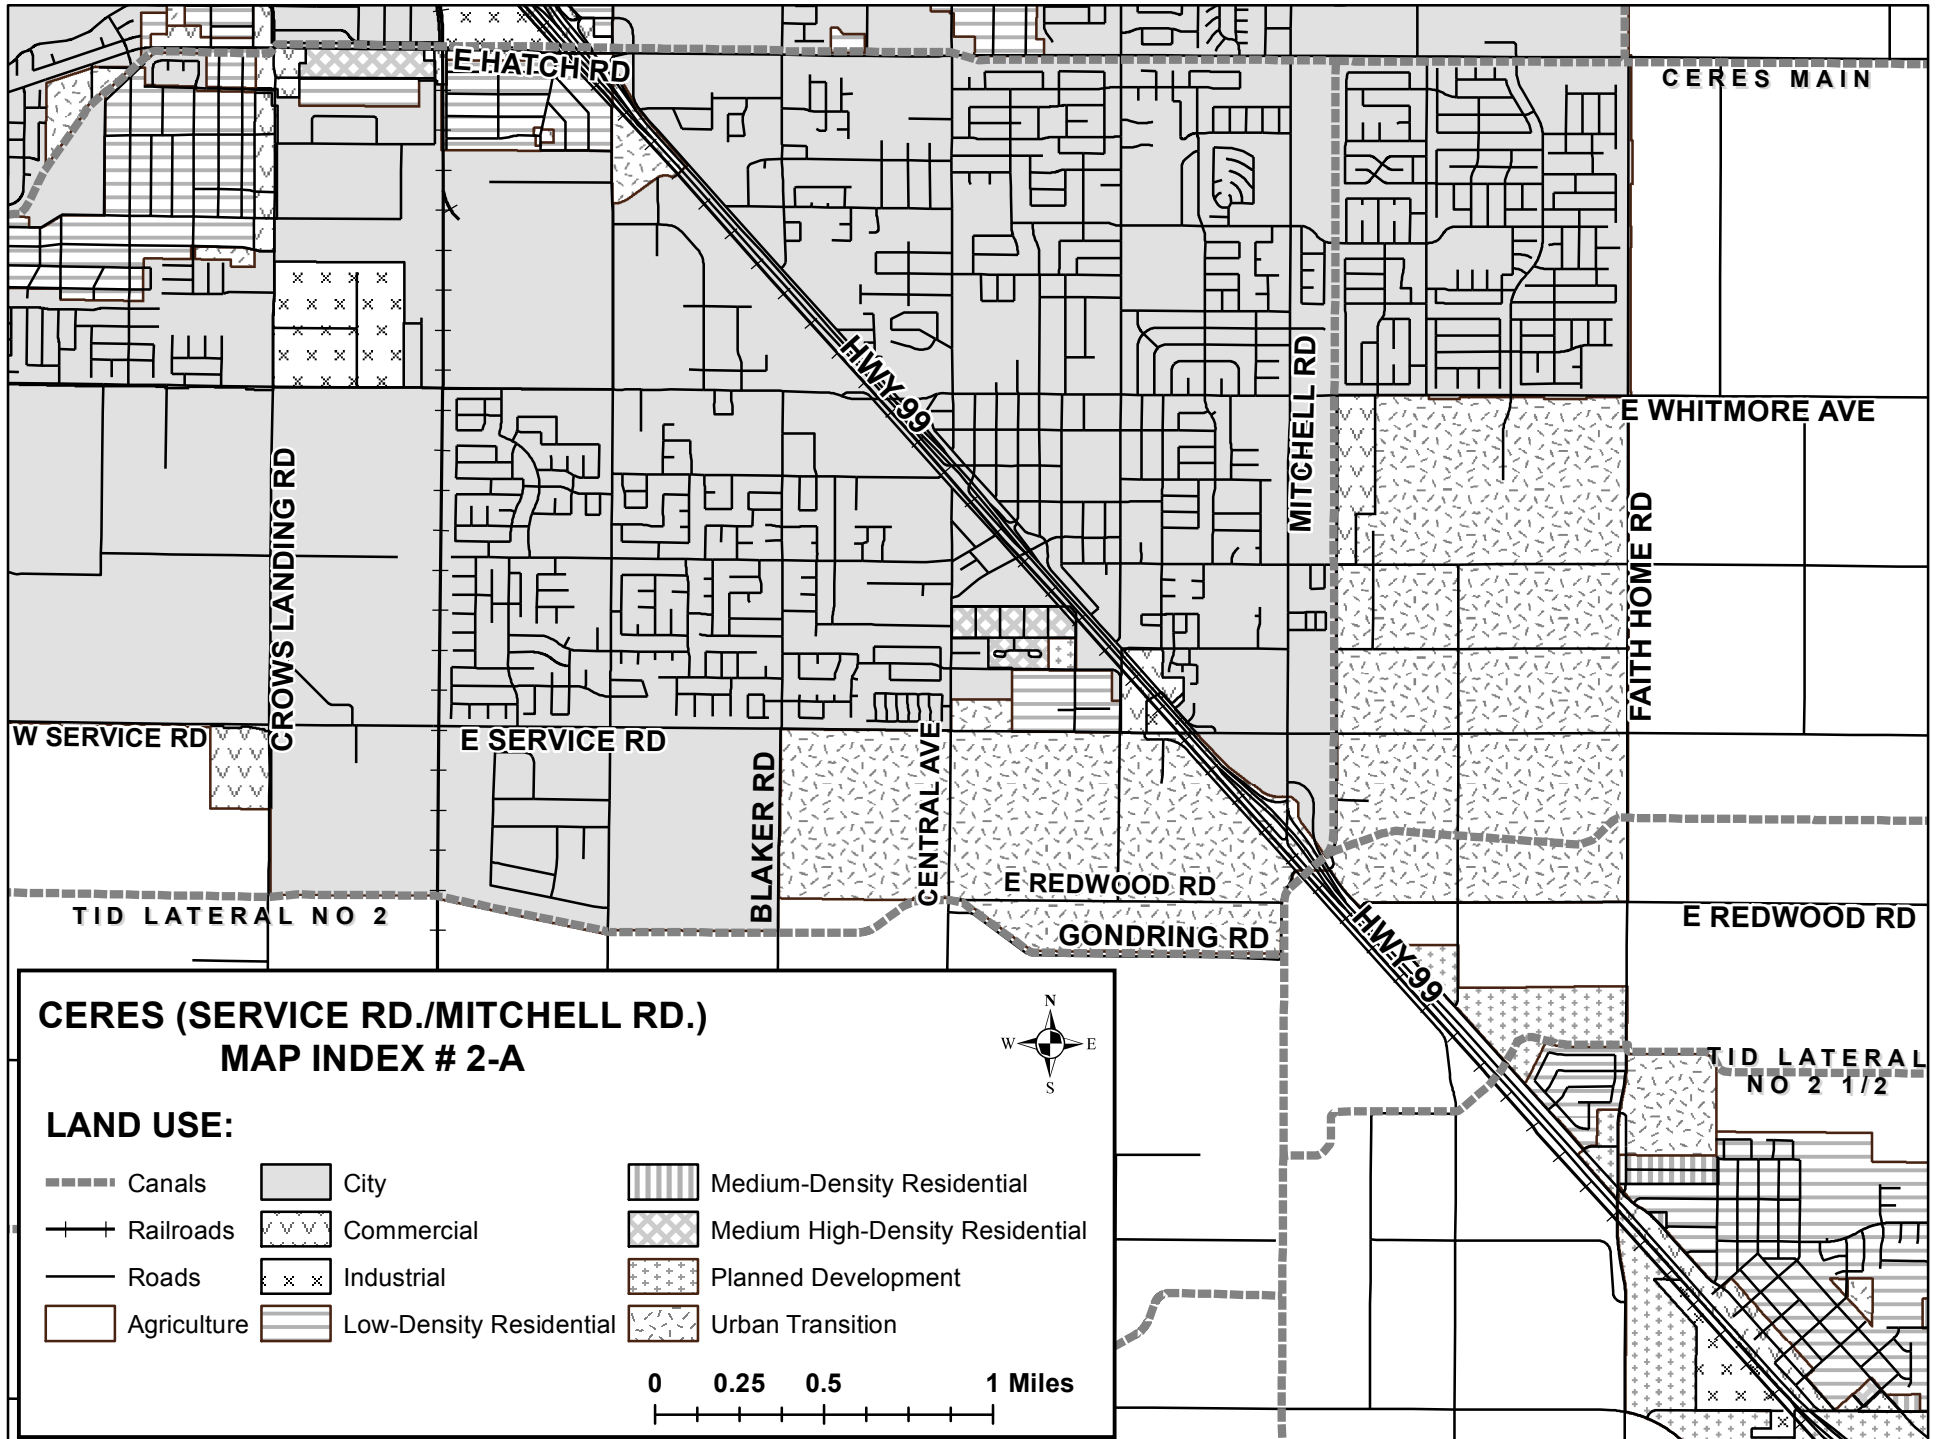 E HATCH RD
CERES MAIN
HWY 99
MITCHELL RD
E WHITMORE AVE
CROWS LANDING RD
FAITH HOME RD
W SERVICE RD
E SERVICE RD
BLAKER RD
CENTRAL AVE
E REDWOOD RD
TID LATERAL NO 2
GONDRING RD
E REDWOOD RD
HWY 99
TID LATERAL
NO 2 1/2
CERES (SERVICE RD./MITCHELL RD.)
MAP INDEX # 2-A
N
W E
S
LAND USE:
Canals City Medium-Density Residential
Railroads Commercial Medium High-Density Residential
Roads Industrial Planned Development
Agriculture Low-Density Residential Urban Transition
0 0.25 0.5 1 Miles